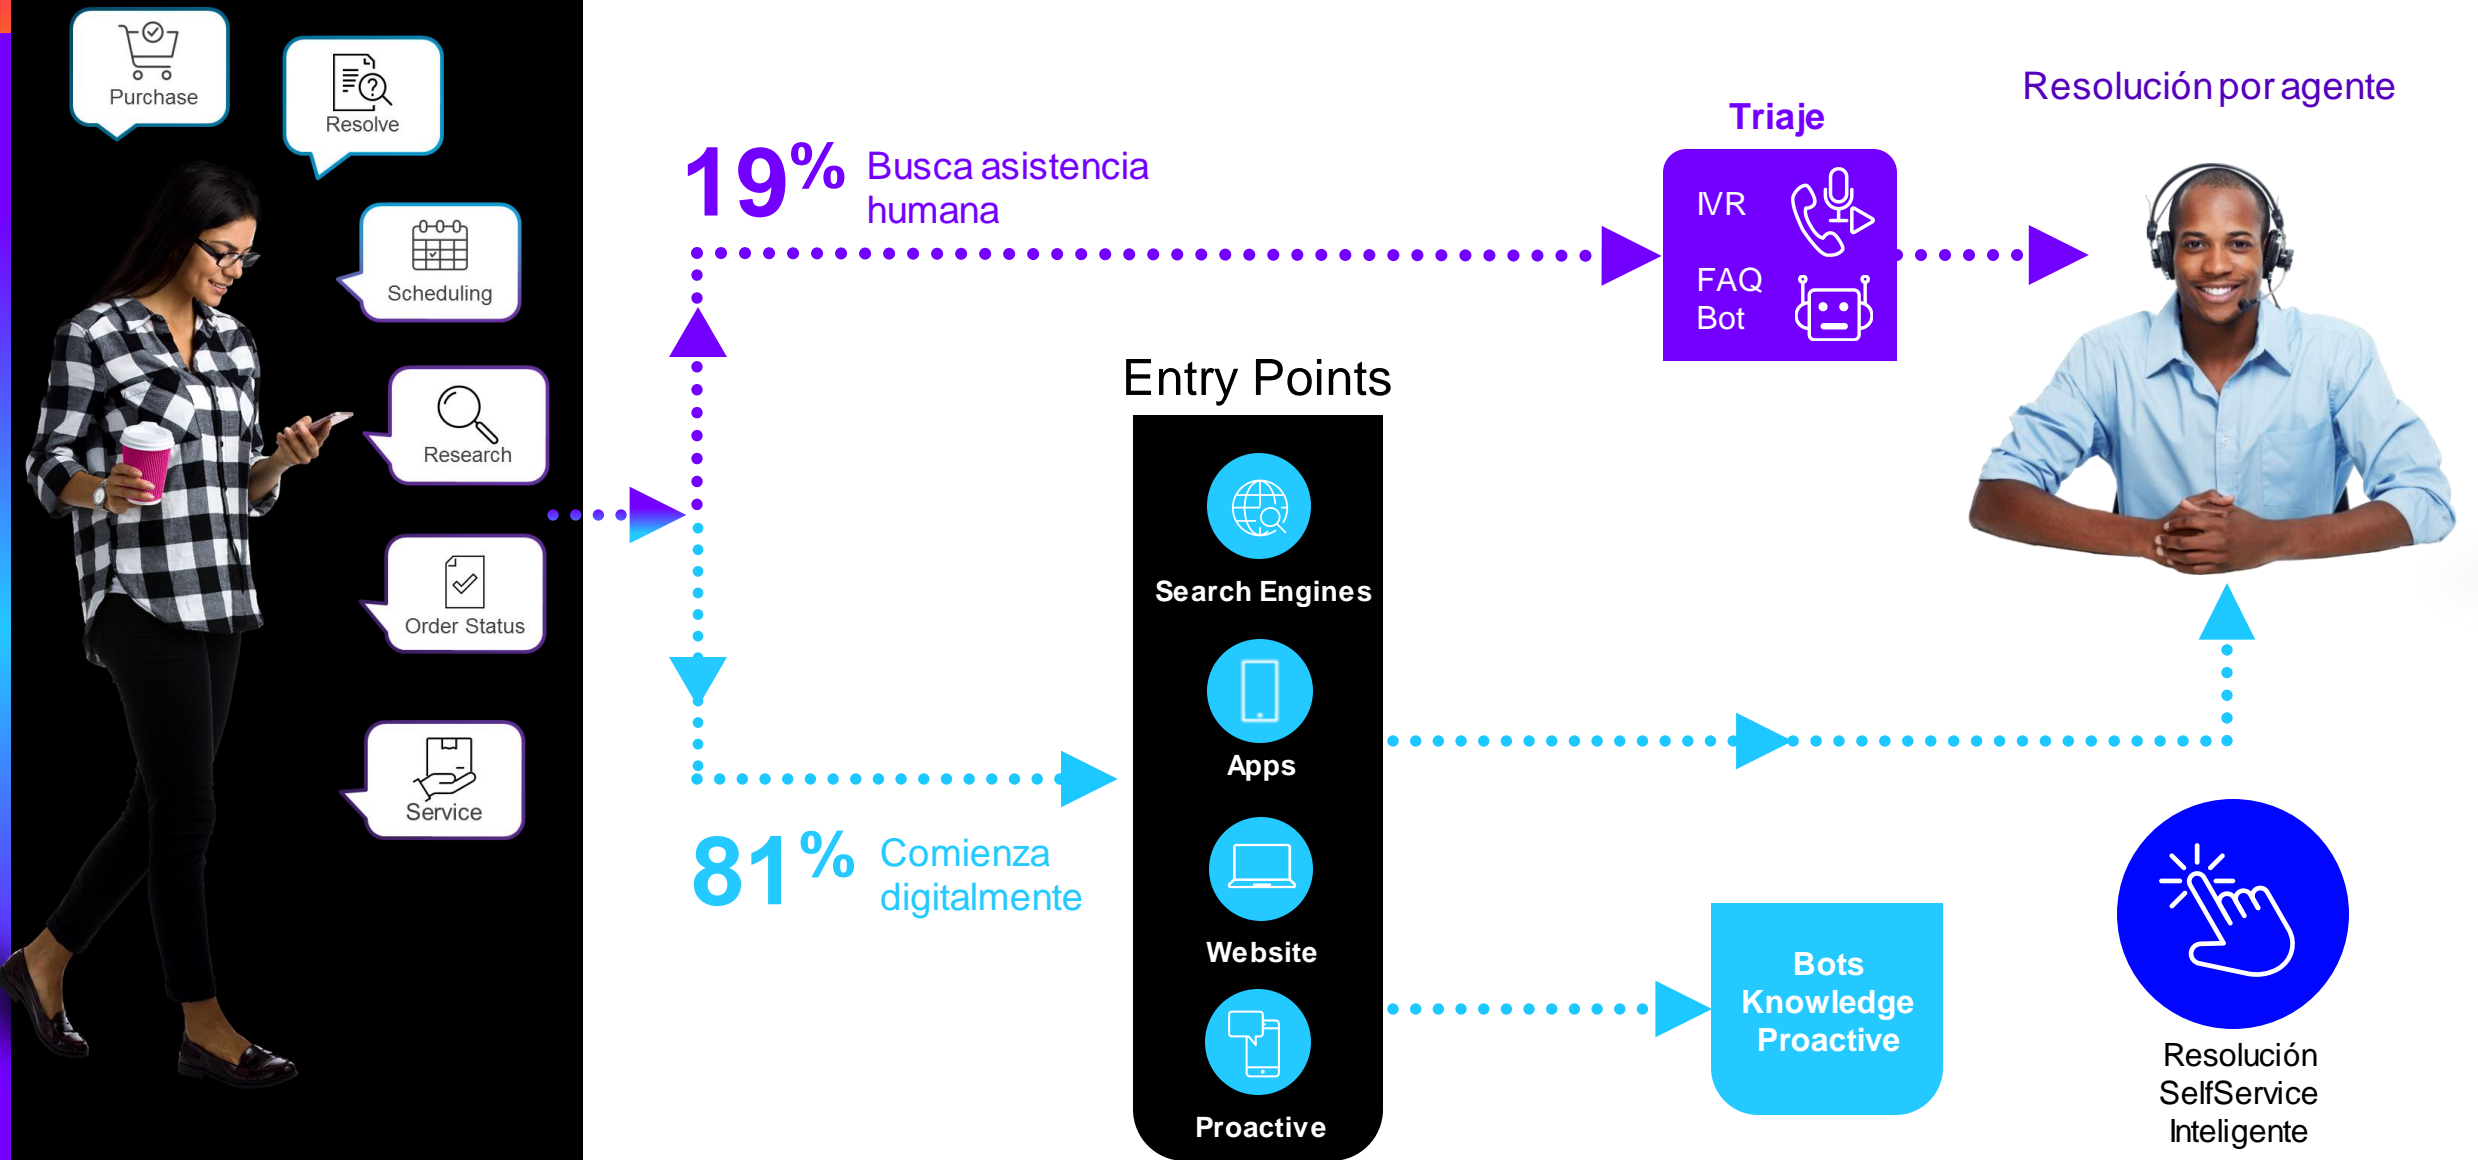 Purchase
Resolve
Scheduling
Research
Order Status
Service
19%
Busca asistencia
humana
81%
Comienza
digitalmente
Entry Points
Search Engines
Apps
Website
Proactive
Triaje
IVR
FAQ
Bot
Resolución por agente
Bots
Knowledge
Proactive
Resolución
SelfService
Inteligente